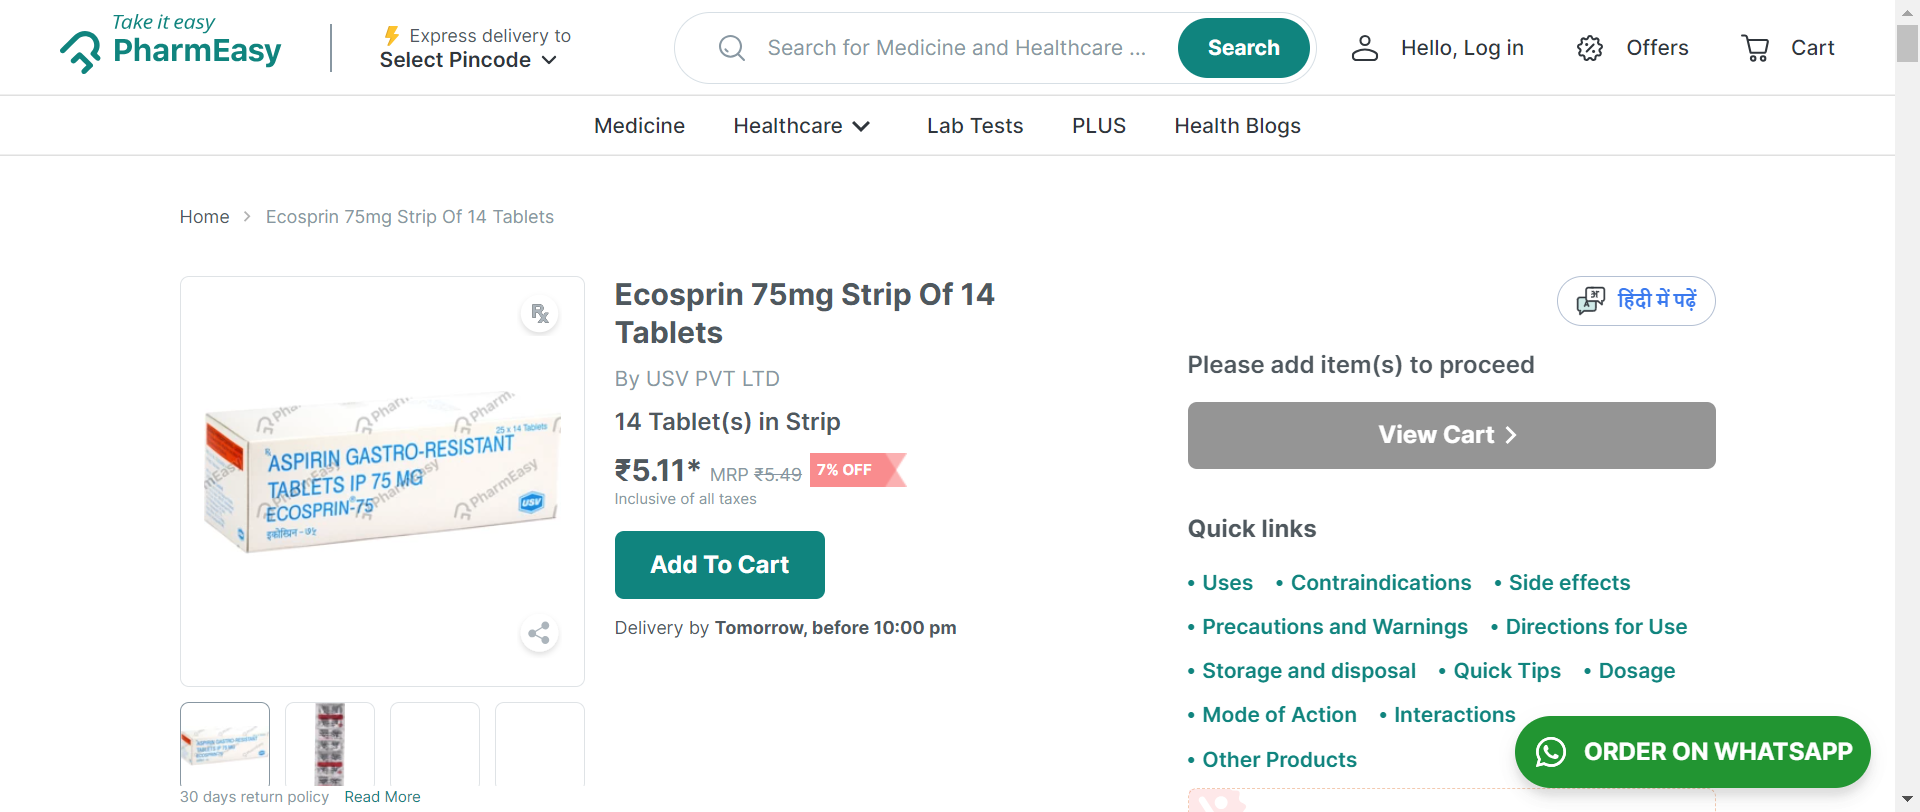 Take it easy
PharmEasy
Express delivery to
Select Pincode
Search for Medicine and Healthcare ...
Search
Hello, Log in
Offers
Cart
Medicine
Healthcare
Lab Tests
PLUS
Health Blogs
Home > Ecosprin 75mg Strip Of 14 Tablets
Rx
25 x 14 Tablets
ASPIRIN GASTRO-RESISTANT
TABLETS IP 75 MG
ECOSPRIN®-75
इकोस्प्रिन - ७५
USV
PharmEasy
30 days return policy Read More
Ecosprin 75mg Strip Of 14
Tablets
By USV PVT LTD
14 Tablet(s) in Strip
₹5.11* MRP ₹5.49 7% OFF
Inclusive of all taxes
Add To Cart
Delivery by Tomorrow, before 10:00 pm
हिंदी में पढ़ें
Please add item(s) to proceed
View Cart
Quick links
• Uses • Contraindications • Side effects
• Precautions and Warnings • Directions for Use
• Storage and disposal • Quick Tips • Dosage
• Mode of Action • Interactions
• Other Products
ORDER ON WHATSAPP